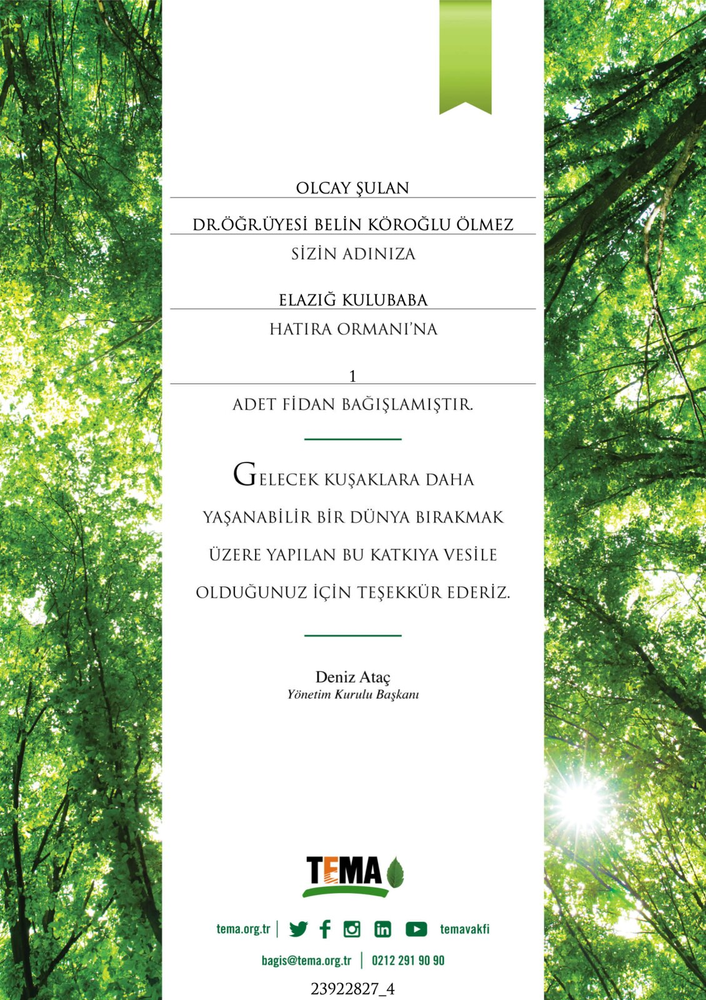 OLCAY ŞULAN
DR.ÖĞR.ÜYESİ BELİN KÖROĞLU ÖLMEZ
SİZİN ADINIZA
ELAZIĞ KULUBABA
HATIRA ORMANI’NA
1
ADET FİDAN BAĞIŞLAMIŞTIR.
GELECEK KUŞAKLARA DAHA
YAŞANABİLİR BİR DÜNYA BIRAKMAK
ÜZERE YAPILAN BU KATKIYA VESİLE
OLDUĞUNUZ İÇİN TEŞEKKÜR EDERİZ.
Deniz Ataç
Yönetim Kurulu Başkanı
TEMA
tema.org.tr | temavakfi
bagis@tema.org.tr | 0212 291 90 90
23922827_4